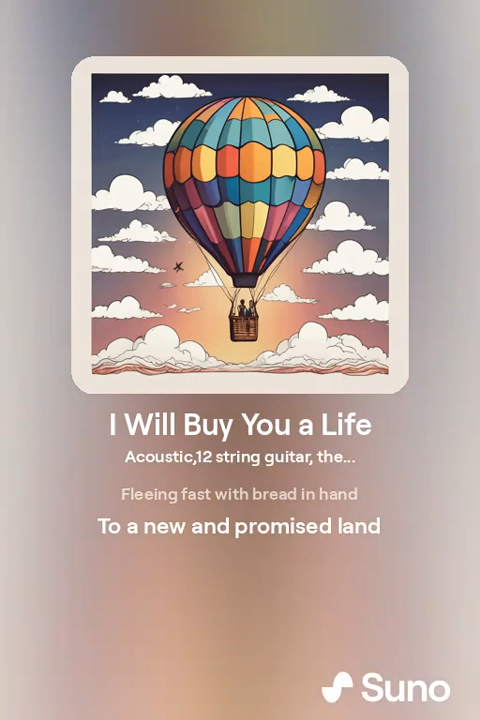 I Will Buy You a Life
Acoustic,12 string guitar, the...
Fleeing fast with bread in hand
To a new and promised land
Suno